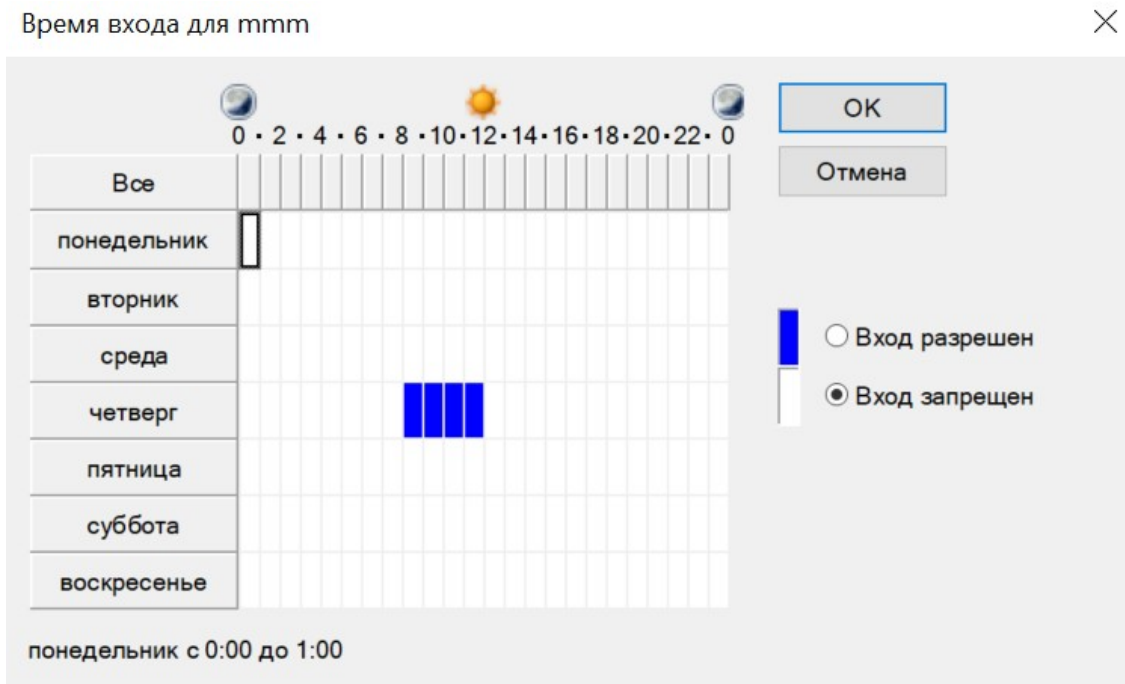 Время входа для mmm
0 · 2 · 4 · 6 · 8 · 10 · 12 · 14 · 16 · 18 · 20 · 22 · 0
OK
Отмена
Все
понедельник
вторник
среда
четверг
пятница
суббота
воскресенье
Вход разрешен
Вход запрещен
понедельник с 0:00 до 1:00